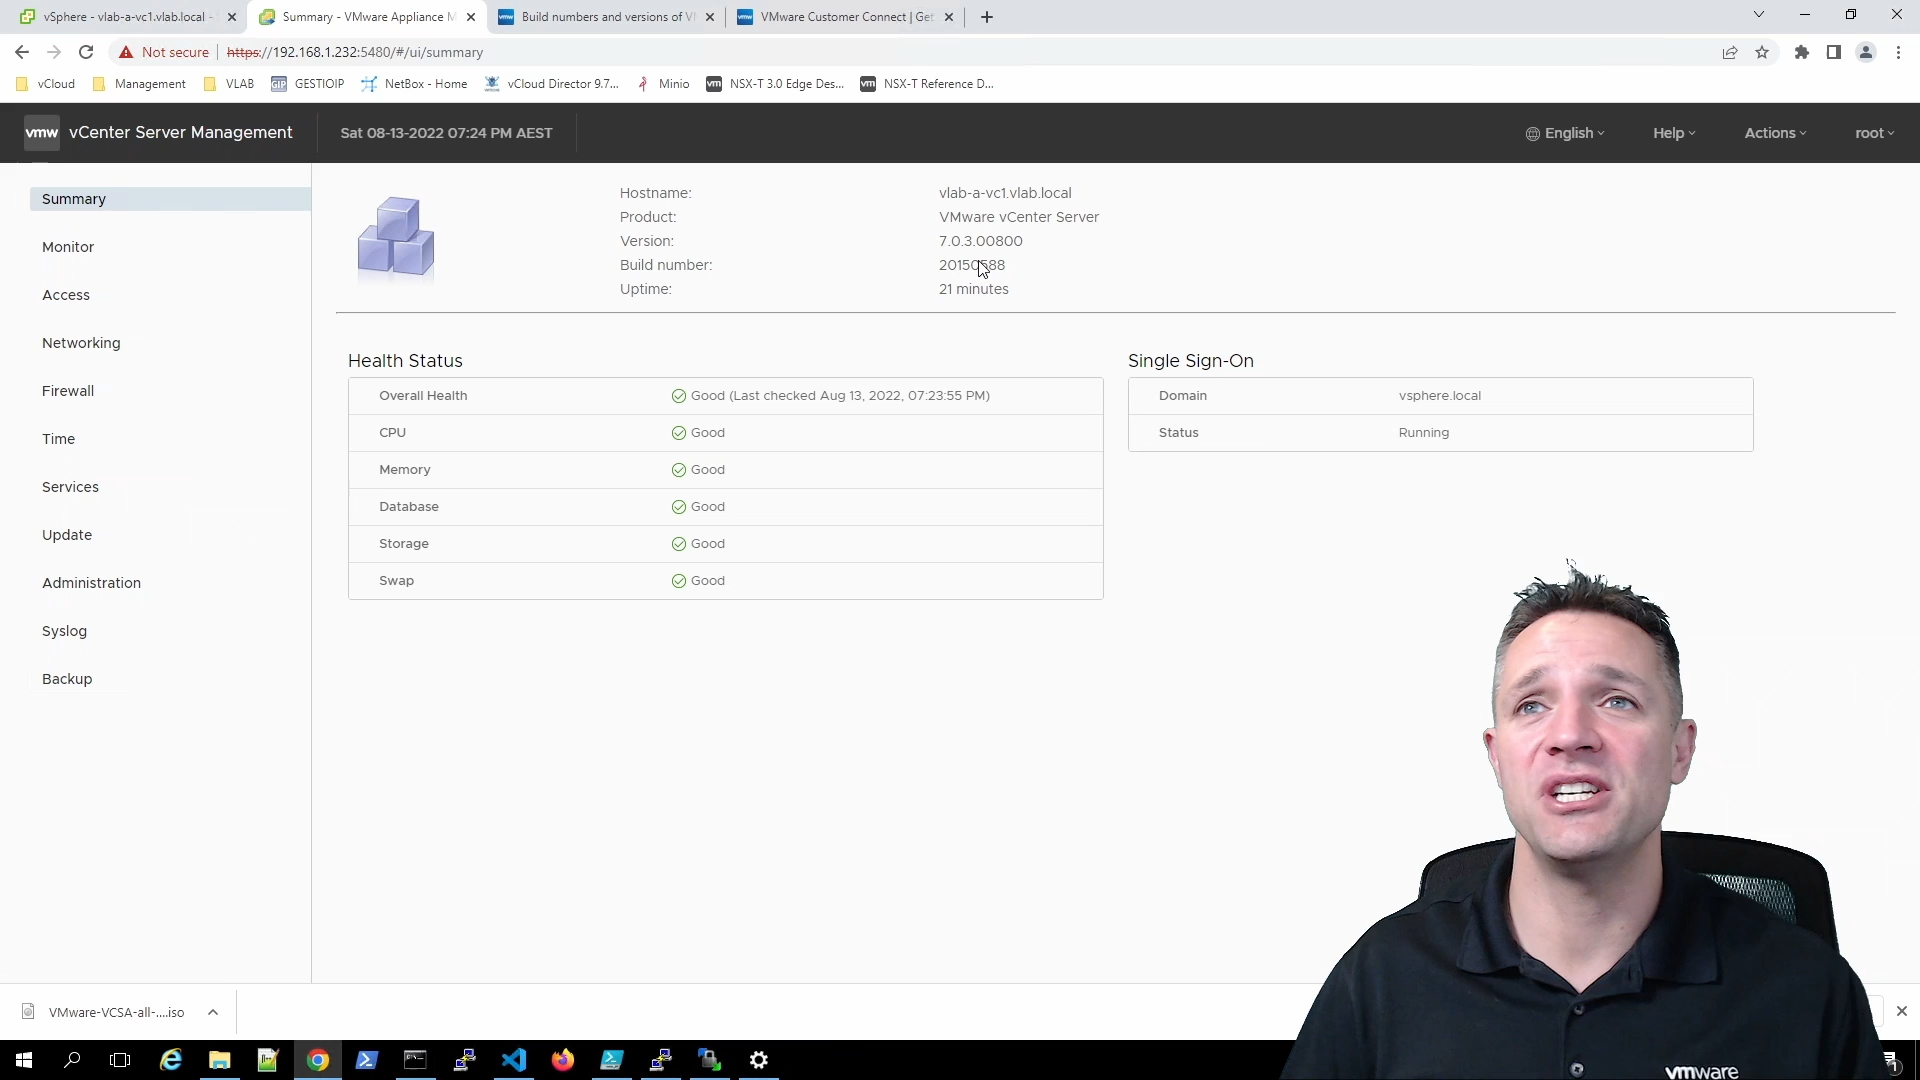 vSphere - vlab-a-vc1.vlab.local -
Summary - VMware Appliance M
Build numbers and versions of V
VMware Customer Connect | Get
Not secure
https://192.168.1.232:5480/#/ui/summary
vCloud
Management
VLAB
GIP GESTIOIP
NetBox - Home
vCloud Director 9.7...
Minio
vm NSX-T 3.0 Edge Des...
vm NSX-T Reference D...
vmw vCenter Server Management
Sat 08-13-2022 07:24 PM AEST
English
Help
Actions
root
Summary
Monitor
Access
Networking
Firewall
Time
Services
Update
Administration
Syslog
Backup
Hostname: vlab-a-vc1.vlab.local
Product: VMware vCenter Server
Version: 7.0.3.00800
Build number: 20150588
Uptime: 21 minutes
Health Status
Overall Health Good (Last checked Aug 13, 2022, 07:23:55 PM)
CPU Good
Memory Good
Database Good
Storage Good
Swap Good
Single Sign-On
Domain vsphere.local
Status Running
VMware-VCSA-all-....iso
vmware
1